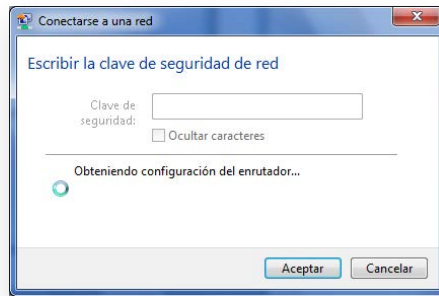 Conectarse a una red
Escribir la clave de seguridad de red
Clave de
seguridad:
Ocultar caracteres
Obteniendo configuración del enrutador...
Aceptar
Cancelar